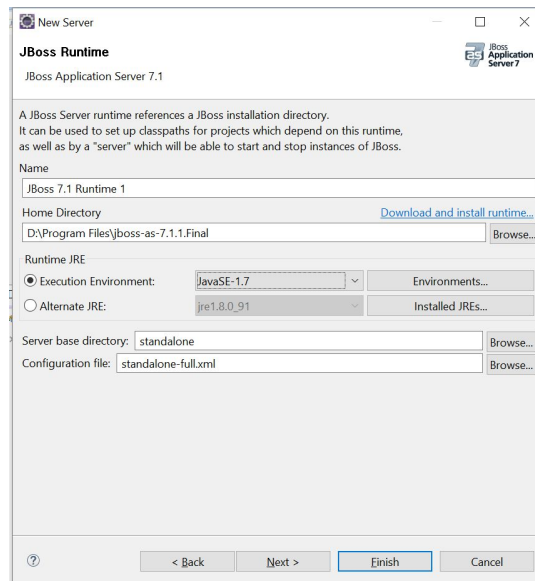 New Server
JBoss Runtime
JBoss Application Server 7.1
JBoss
Application
Server 7
as 7
A JBoss Server runtime references a JBoss installation directory.
It can be used to set up classpaths for projects which depend on this runtime,
as well as by a "server" which will be able to start and stop instances of JBoss.
Name
JBoss 7.1 Runtime 1
Home Directory Download and install runtime...
D:\Program Files\jboss-as-7.1.1.Final Browse...
Runtime JRE
Execution Environment: JavaSE-1.7 Environments...
Alternate JRE: jre1.8.0_91 Installed JREs...
Server base directory: standalone Browse...
Configuration file: standalone-full.xml Browse...
? < Back Next > Finish Cancel